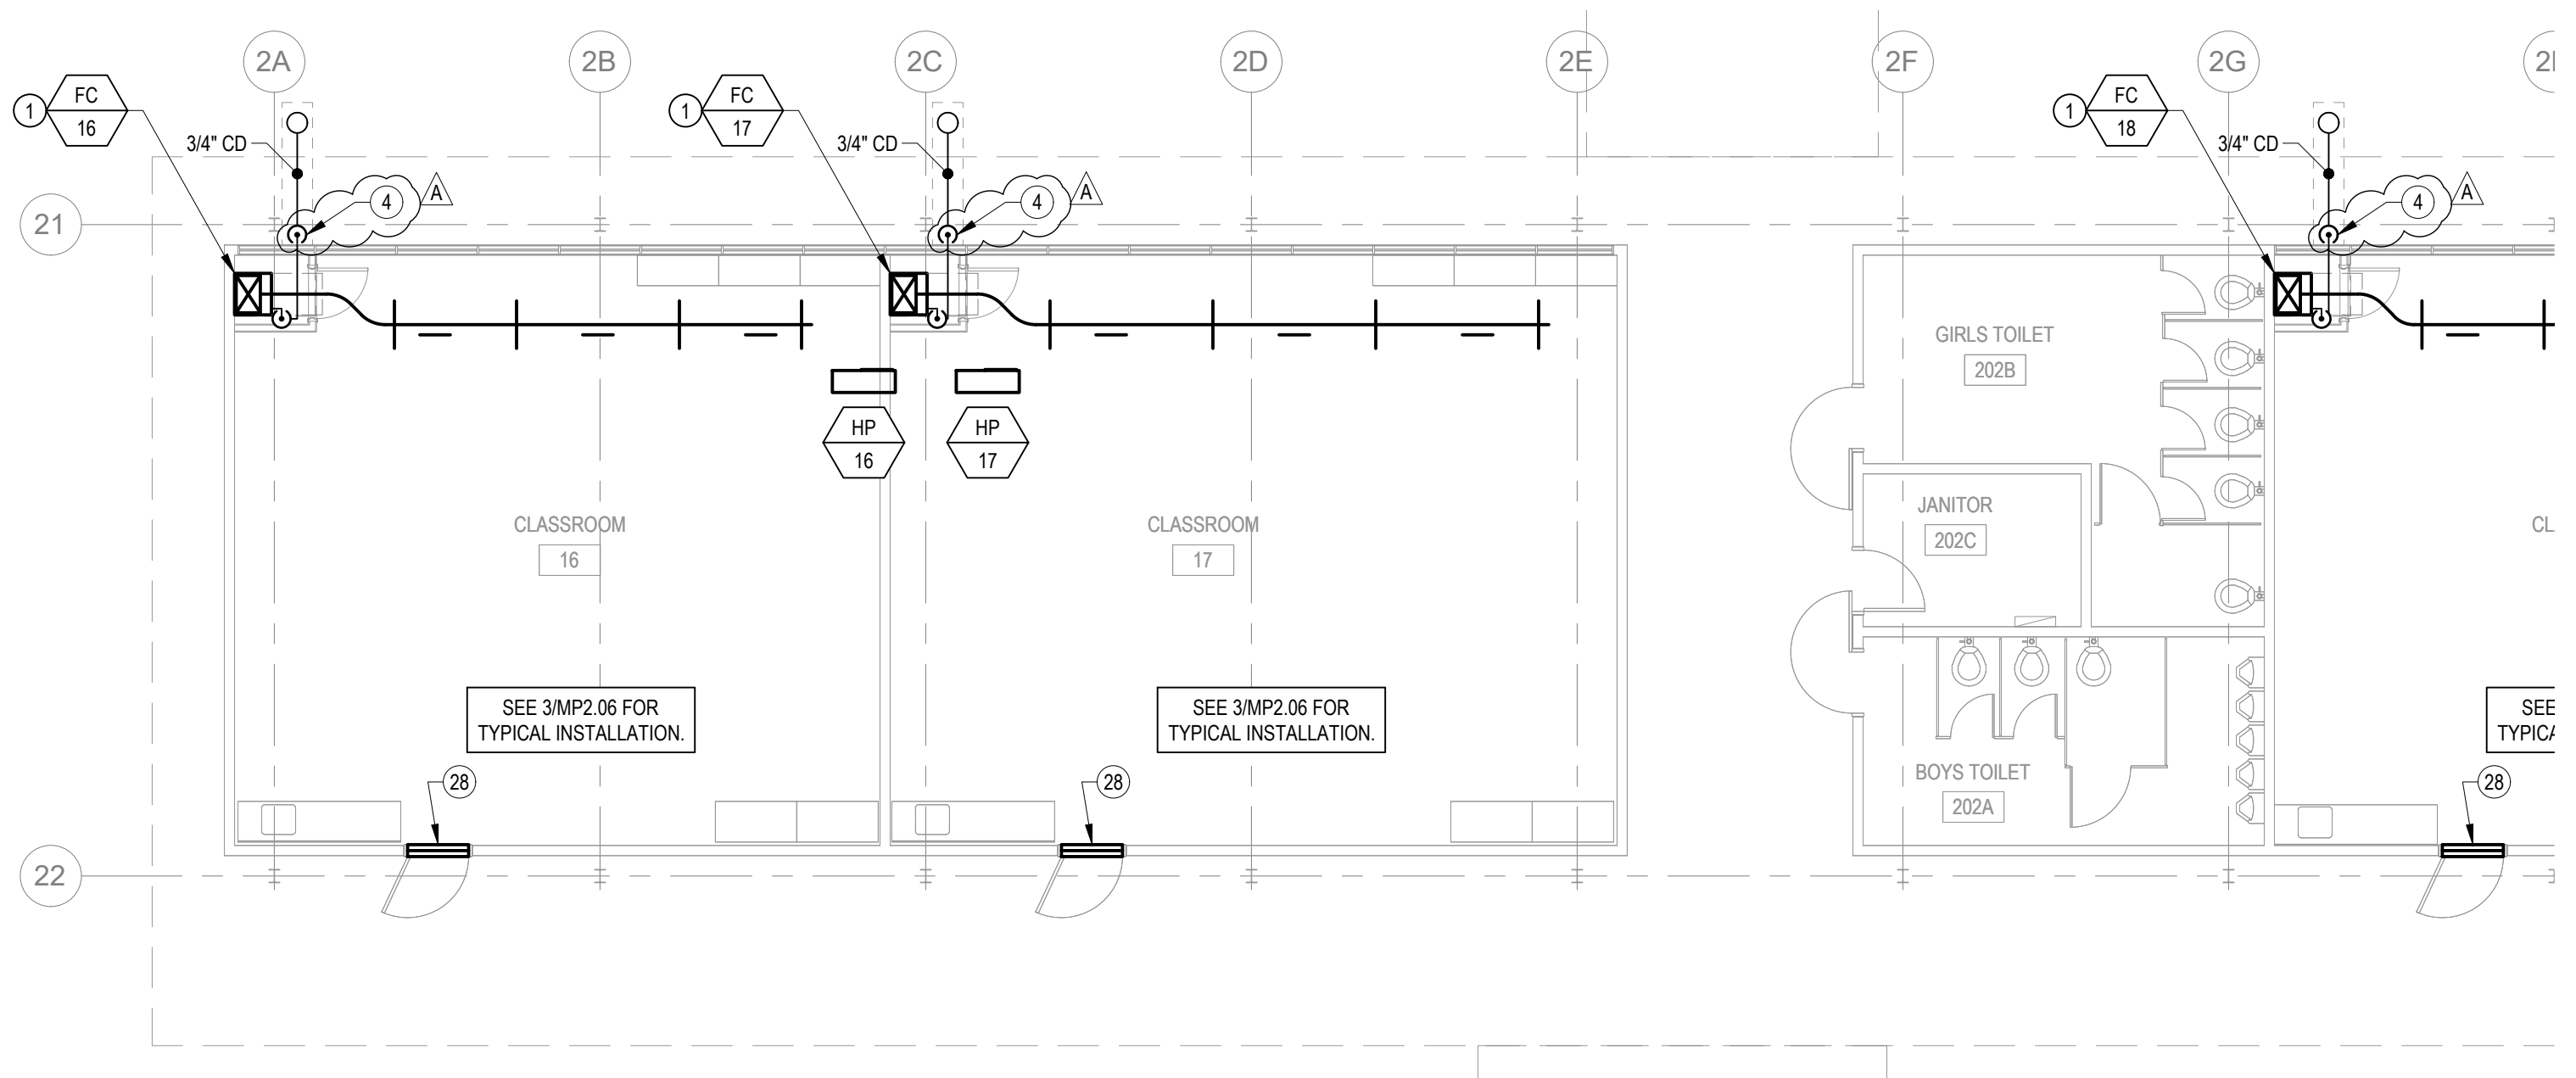 2A
2B
2C
2D
2E
2F
2G
1
FC
16
1
FC
17
1
FC
18
3/4" CD
3/4" CD
3/4" CD
4
A
4
A
4
A
21
GIRLS TOILET
202B
HP
16
HP
17
JANITOR
202C
CLASSROOM
16
CLASSROOM
17
CL
SEE 3/MP2.06 FOR
TYPICAL INSTALLATION.
SEE 3/MP2.06 FOR
TYPICAL INSTALLATION.
SEE
TYPICA
BOYS TOILET
202A
28
28
28
22